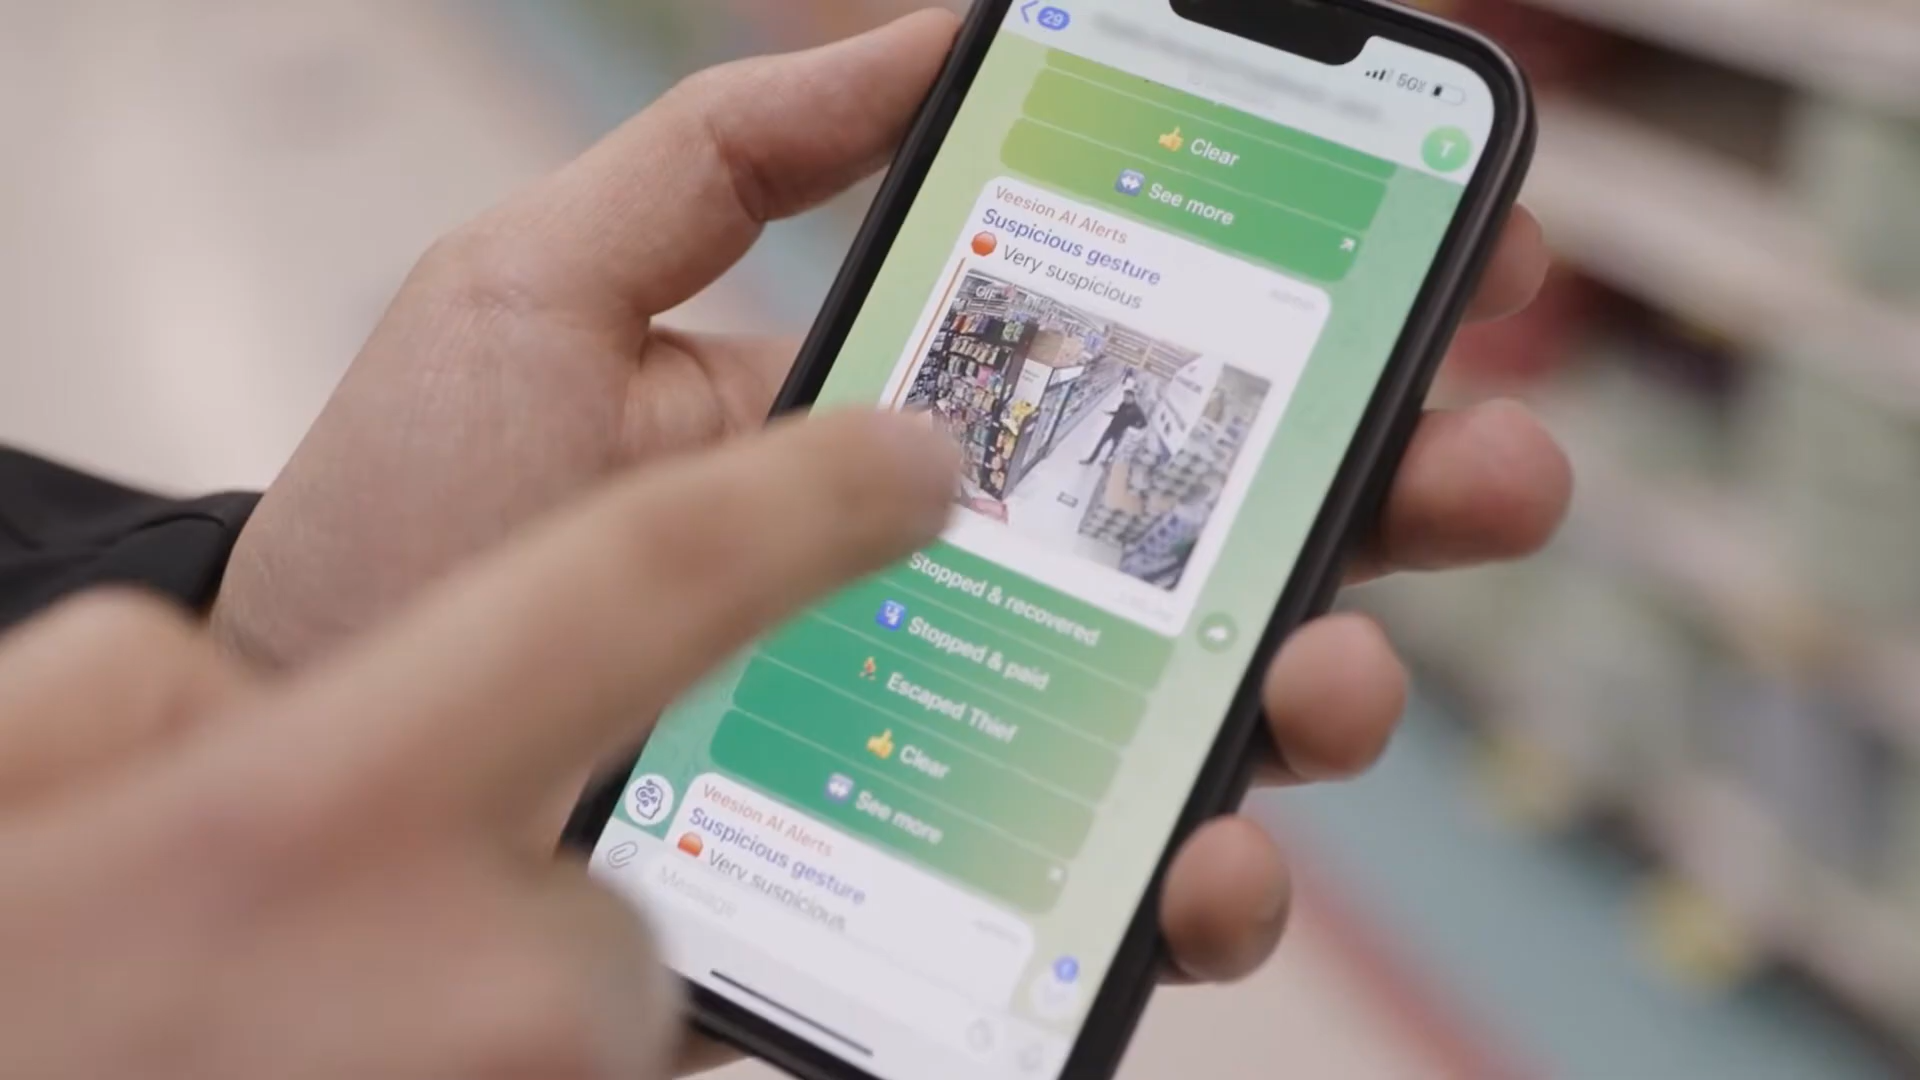 29
5G
T
Clear
See more
Veesion AI Alerts
Suspicious gesture
Very suspicious
GIF
Stopped & recovered
Stopped & paid
Escaped Thief
Clear
See more
Veesion AI Alerts
Suspicious gesture
Very suspicious
Message